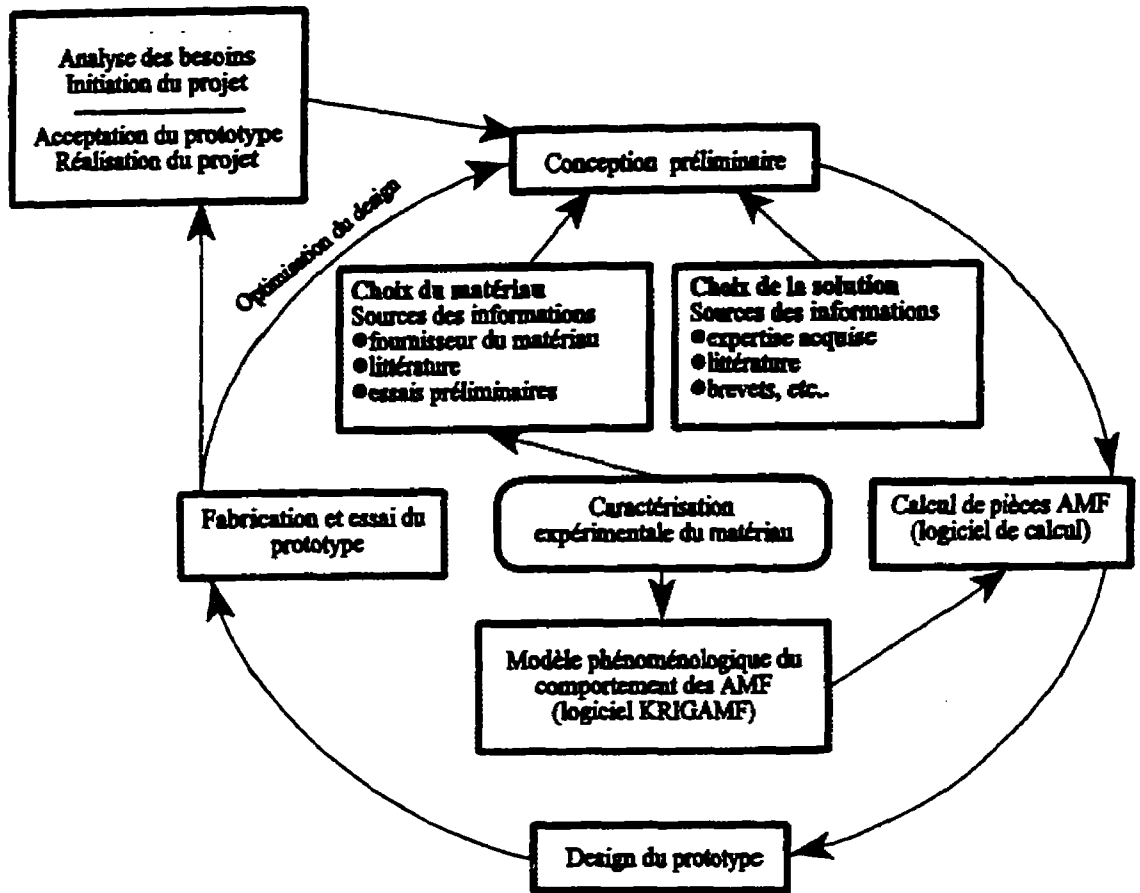 Analyse des besoins
Initiation du projet
Acceptation du prototype
Réalisation du projet
Conception préliminaire
Optimisation du design
Choix du matériau
Sources des informations
●fournisseur du matériau
●littérature
●essais préliminaires
Choix de la solution
Sources des informations
●expertise acquise
●littérature
●brevets, etc..
Fabrication et essai du
prototype
Caractérisation
expérimentale du matériau
Calcul de pièces AMF
(logiciel de calcul)
Modèle phénoménologique du
comportement des AMF
(logiciel KRIGAMF)
Design du prototype